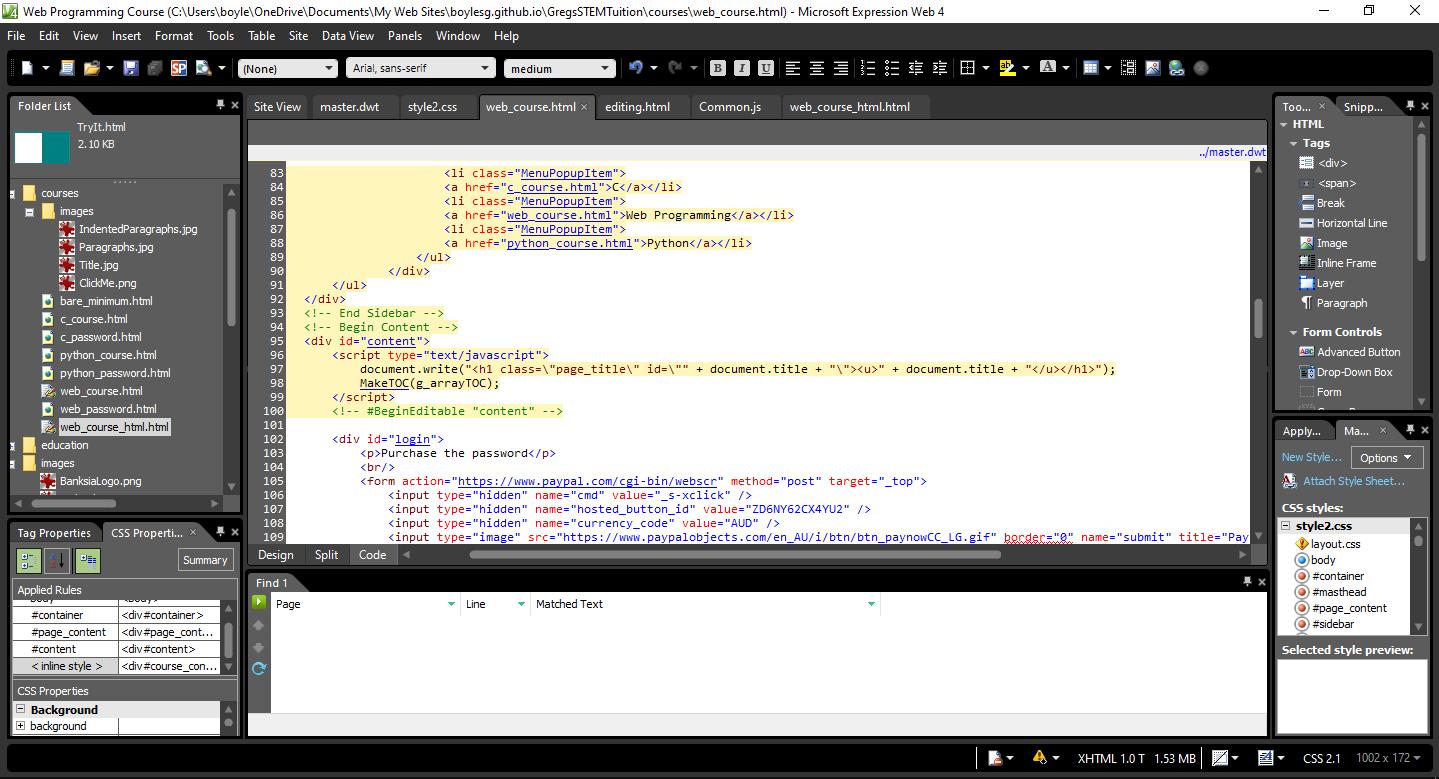 Web Programming Course (C:\Users\boyle\OneDrive\Documents\My Web Sites\boylesg.github.io\GregsSTEMTuition\courses\web_course.html) - Microsoft Expression Web 4
File Edit View Insert Format Tools Table Site Data View Panels Window Help
(None) Arial, sans-serif medium B I U
Folder List
TryIt.html
2.10 KB
courses
images
IndentedParagraphs.jpg
Paragraphs.jpg
Title.jpg
ClickMe.png
bare_minimum.html
c_course.html
c_password.html
python_course.html
python_password.html
web_course.html
web_password.html
web_course_html.html
education
images
BanksiaLogo.png
Tag Properties CSS Properti...
Summary
Applied Rules
#container <div#container>
#page_content <div#page_cont...
#content <div#content>
< inline style > <div#course_con...
CSS Properties
Background
background
Site View master.dwt style2.css web_course.html editing.html Common.js web_course_html.html
../master.dwt
83 <li class="MenuPopupItem">
84 <a href="c_course.html">C</a></li>
85 <li class="MenuPopupItem">
86 <a href="web_course.html">Web Programming</a></li>
87 <li class="MenuPopupItem">
88 <a href="python_course.html">Python</a></li>
89 </ul>
90 </div>
91 </ul>
92 </div>
93 <!-- End Sidebar -->
94 <!-- Begin Content -->
95 <div id="content">
96 <script type="text/javascript">
97 document.write("<h1 class=\"page_title\" id=\"" + document.title + "\"><u>" + document.title + "</u></h1>");
98 MakeTOC(g_arrayTOC);
99 </script>
100 <!-- #BeginEditable "content" -->
101
102 <div id="login">
103 <p>Purchase the password</p>
104 <br/>
105 <form action="https://www.paypal.com/cgi-bin/webscr" method="post" target="_top">
106 <input type="hidden" name="cmd" value="_s-xclick" />
107 <input type="hidden" name="hosted_button_id" value="ZD6NY62CX4YU2" />
108 <input type="hidden" name="currency_code" value="AUD" />
109 <input type="image" src="https://www.paypalobjects.com/en_AU/i/btn/btn_paynowCC_LG.gif" border="0" name="submit" title="Pay
Design Split Code
Find 1
Page Line Matched Text
Too... Snipp...
HTML
Tags
<div>
<span>
Break
Horizontal Line
Image
Inline Frame
Layer
Paragraph
Form Controls
Advanced Button
Drop-Down Box
Form
Apply... Ma...
New Style... Options
Attach Style Sheet...
CSS styles:
style2.css
layout.css
body
#container
#masthead
#page_content
#sidebar
Selected style preview:
XHTML 1.0 T 1.53 MB CSS 2.1 1002 x 172